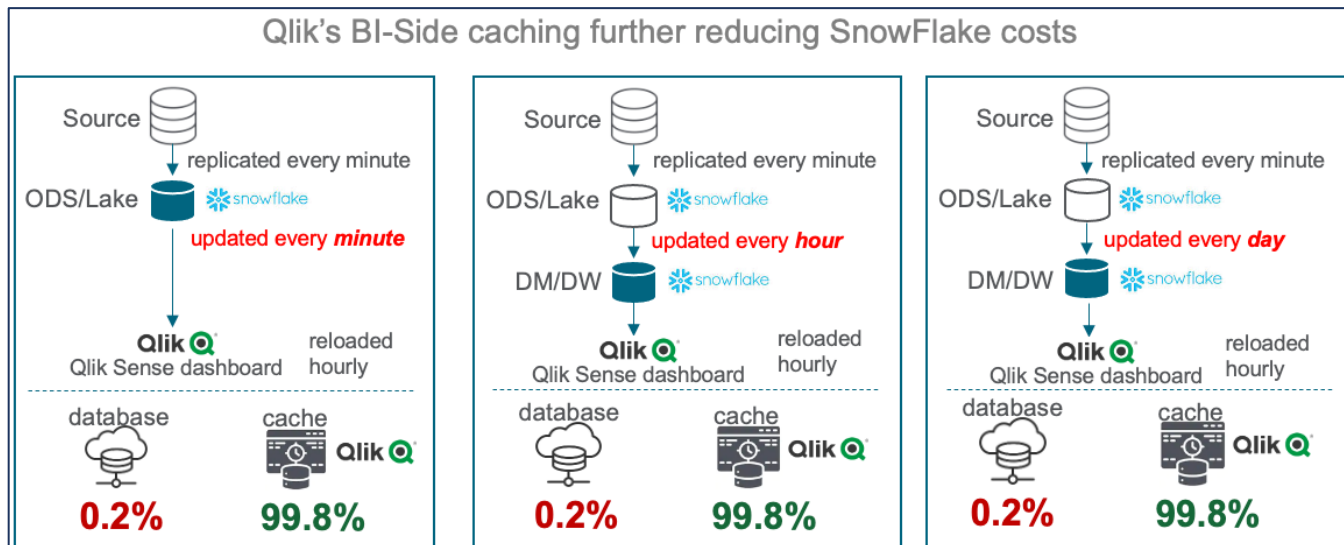 Qlik's BI-Side caching further reducing SnowFlake costs
Source
replicated every minute
ODS/Lake
snowflake
updated every minute
Qlik
Qlik Sense dashboard
reloaded
hourly
database
cache
Qlik
0.2%
99.8%
Source
replicated every minute
ODS/Lake
snowflake
updated every hour
DM/DW
snowflake
Qlik
Qlik Sense dashboard
reloaded
hourly
database
cache
Qlik
0.2%
99.8%
Source
replicated every minute
ODS/Lake
snowflake
updated every day
DM/DW
snowflake
Qlik
Qlik Sense dashboard
reloaded
hourly
database
cache
Qlik
0.2%
99.8%